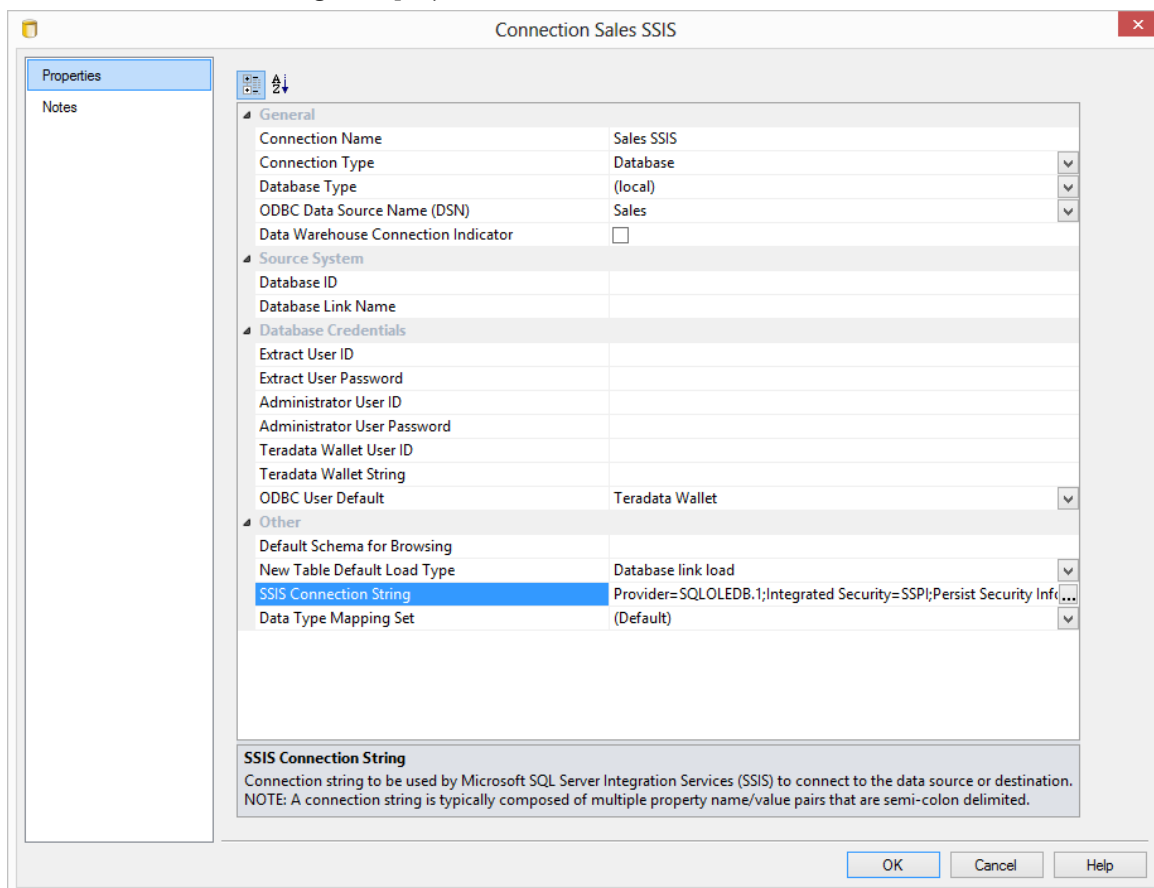 Connection Sales SSIS
Properties
Notes
General
Connection Name Sales SSIS
Connection Type Database
Database Type (local)
ODBC Data Source Name (DSN) Sales
Data Warehouse Connection Indicator
Source System
Database ID
Database Link Name
Database Credentials
Extract User ID
Extract User Password
Administrator User ID
Administrator User Password
Teradata Wallet User ID
Teradata Wallet String
ODBC User Default Teradata Wallet
Other
Default Schema for Browsing
New Table Default Load Type Database link load
SSIS Connection String Provider=SQLOLEDB.1;Integrated Security=SSPI;Persist Security Info...
Data Type Mapping Set (Default)
SSIS Connection String
Connection string to be used by Microsoft SQL Server Integration Services (SSIS) to connect to the data source or destination.
NOTE: A connection string is typically composed of multiple property name/value pairs that are semi-colon delimited.
OK Cancel Help